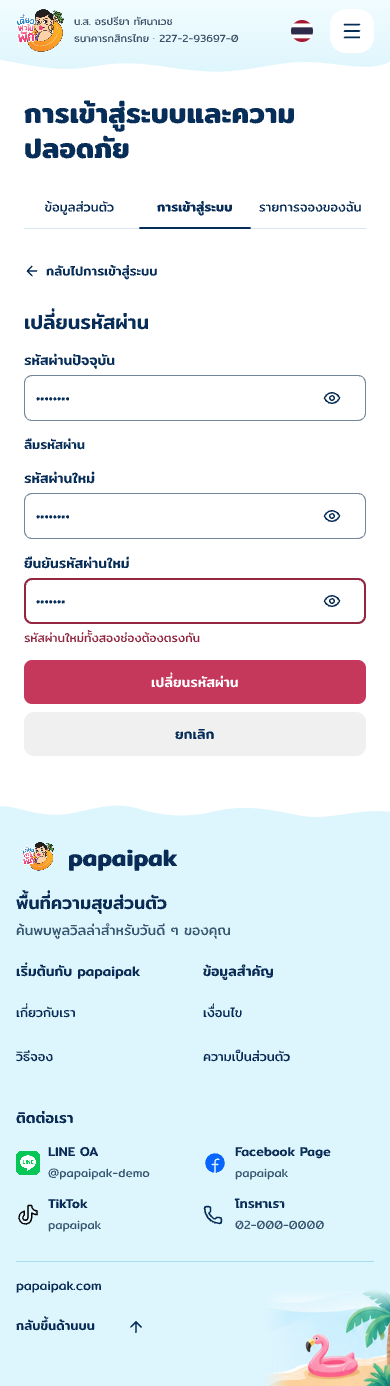 เที่ยว
พามา
พัก
น.ส. อรปรียา ทัศนาเวช
ธนาคารกสิกรไทย · 227-2-93697-0
การเข้าสู่ระบบและความ
ปลอดภัย
ข้อมูลส่วนตัว
การเข้าสู่ระบบ
รายการจองของฉัน
กลับไปการเข้าสู่ระบบ
เปลี่ยนรหัสผ่าน
รหัสผ่านปัจจุบัน
••••••••
ลืมรหัสผ่าน
รหัสผ่านใหม่
••••••••
ยืนยันรหัสผ่านใหม่
•••••••
รหัสผ่านใหม่ทั้งสองช่องต้องตรงกัน
เปลี่ยนรหัสผ่าน
ยกเลิก
papaipak
พื้นที่ความสุขส่วนตัว
ค้นพบพูลวิลล่าสำหรับวันดี ๆ ของคุณ
เริ่มต้นกับ papaipak
เกี่ยวกับเรา
วิธีจอง
ข้อมูลสำคัญ
เงื่อนไข
ความเป็นส่วนตัว
ติดต่อเรา
LINE
LINE OA
@papaipak-demo
Facebook Page
papaipak
TikTok
papaipak
โทรหาเรา
02-000-0000
papaipak.com
กลับขึ้นด้านบน